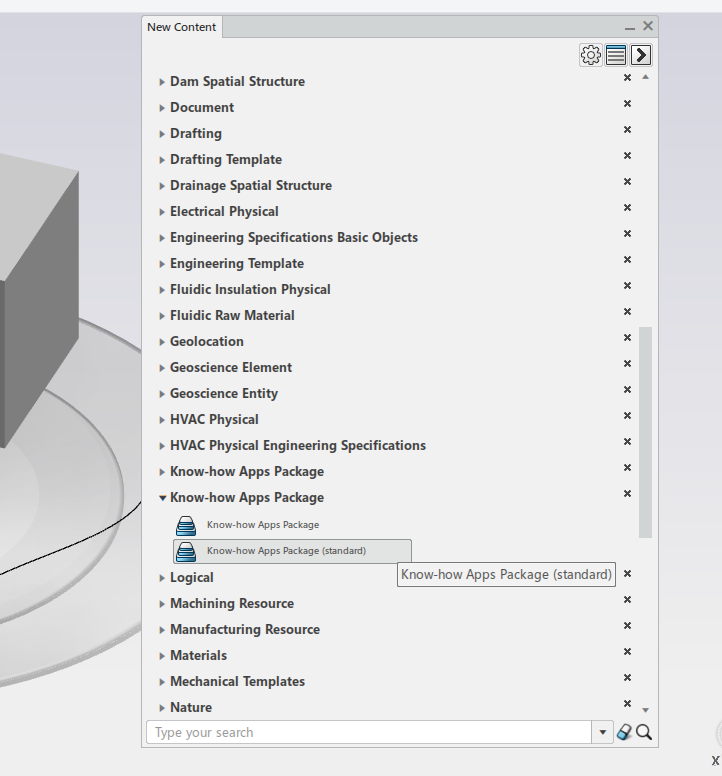 New Content
Dam Spatial Structure
Document
Drafting
Drafting Template
Drainage Spatial Structure
Electrical Physical
Engineering Specifications Basic Objects
Engineering Template
Fluidic Insulation Physical
Fluidic Raw Material
Geolocation
Geoscience Element
Geoscience Entity
HVAC Physical
HVAC Physical Engineering Specifications
Know-how Apps Package
Know-how Apps Package
Know-how Apps Package
Know-how Apps Package (standard)
Know-how Apps Package (standard)
Logical
Machining Resource
Manufacturing Resource
Materials
Mechanical Templates
Nature
Type your search
X